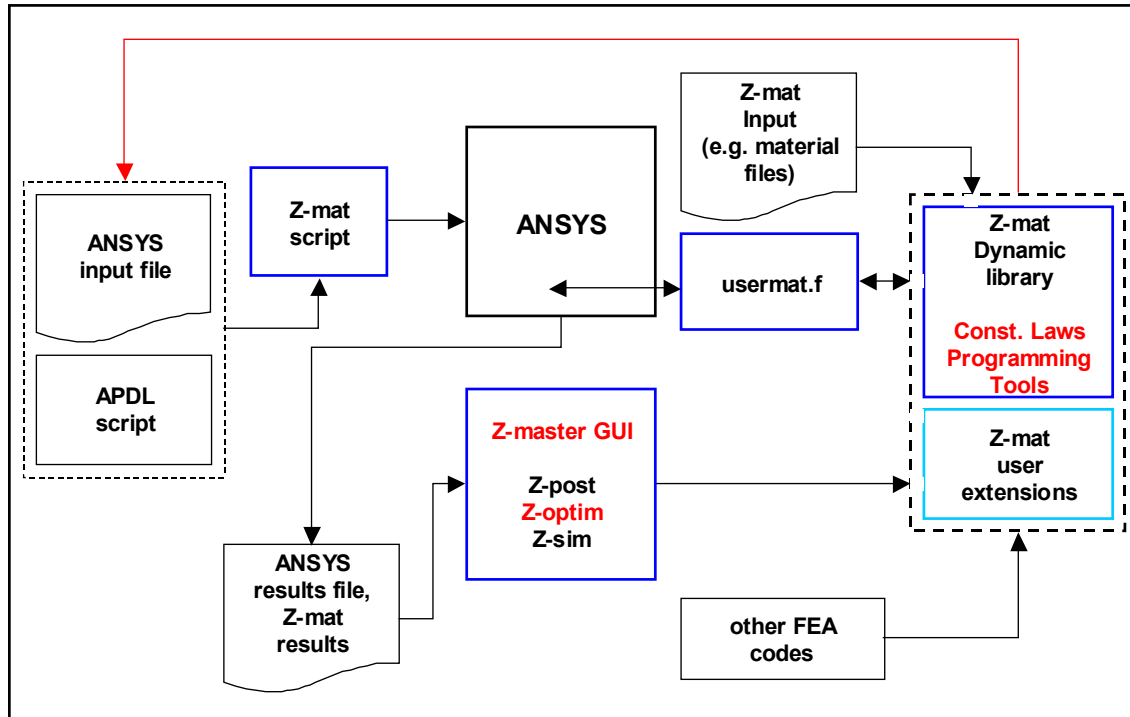 ANSYS
input file
APDL
script
Z-mat
script
ANSYS
Z-mat
Input
(e.g. material
files)
usermat.f
Z-mat
Dynamic
library
Const. Laws
Programming
Tools
Z-mat
user
extensions
Z-master GUI
Z-post
Z-optim
Z-sim
ANSYS
results file,
Z-mat
results
other FEA
codes